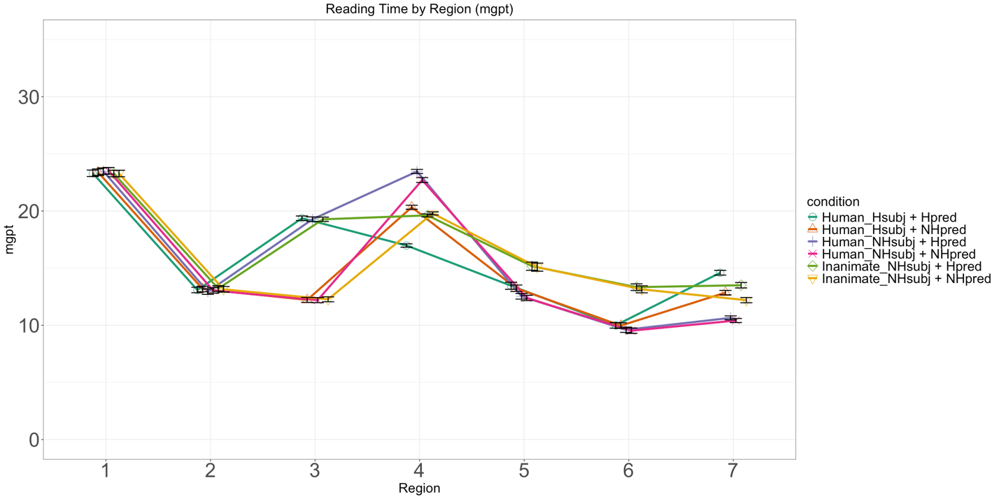 Reading Time by Region (mgpt)
30
20
10
0
mgpt
1 2 3 4 5 6 7
Region
condition
Human_Hsubj + Hpred
Human_Hsubj + NHpred
Human_NHsubj + Hpred
Human_NHsubj + NHpred
Inanimate_NHsubj + Hpred
Inanimate_NHsubj + NHpred